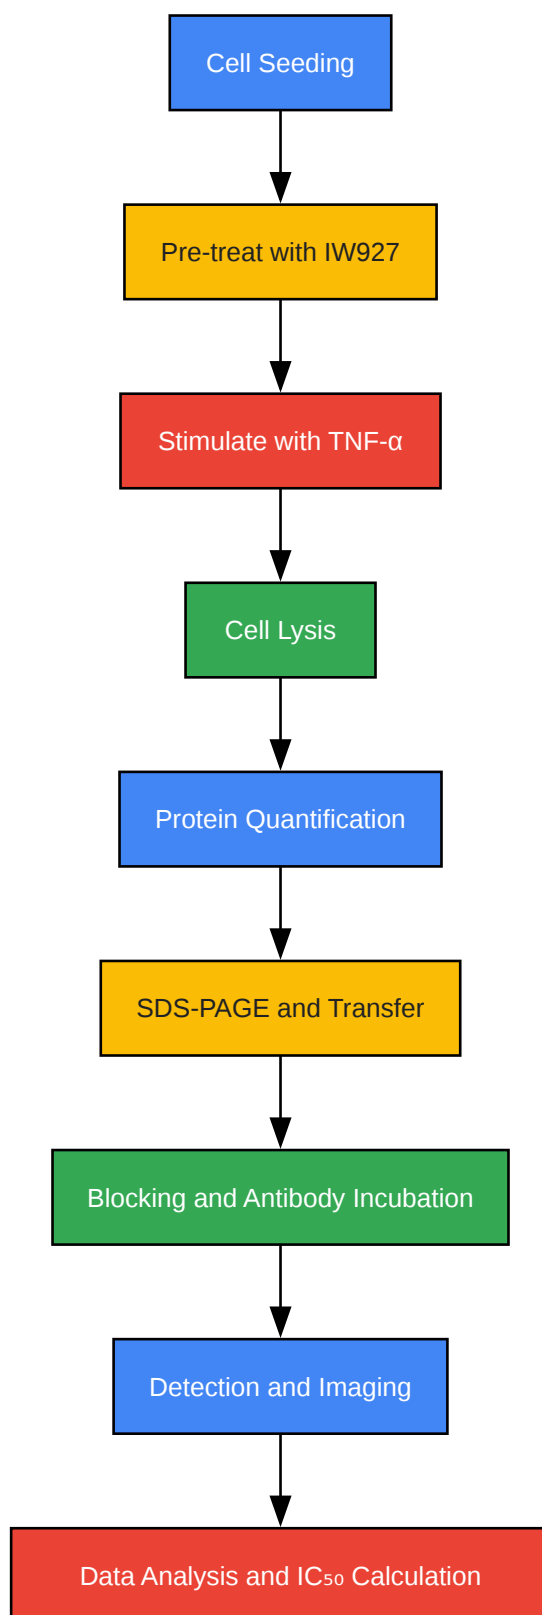 Cell Seeding
Pre-treat with IW927
Stimulate with TNF-α
Cell Lysis
Protein Quantification
SDS-PAGE and Transfer
Blocking and Antibody Incubation
Detection and Imaging
Data Analysis and IC₅₀ Calculation